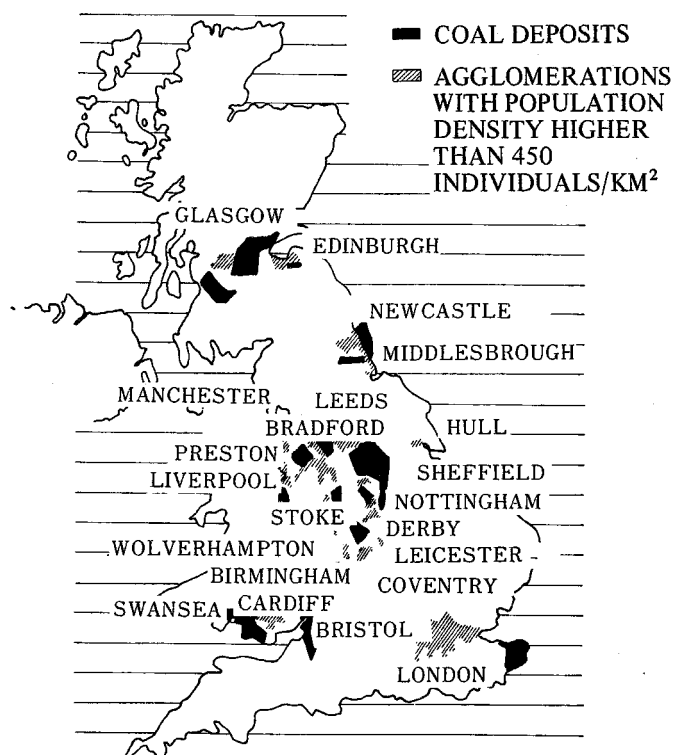 COAL DEPOSITS
AGGLOMERATIONS
WITH POPULATION
DENSITY HIGHER
THAN 450
INDIVIDUALS/KM²
GLASGOW
EDINBURGH
NEWCASTLE
MIDDLESBROUGH
MANCHESTER
LEEDS
BRADFORD
HULL
PRESTON
SHEFFIELD
LIVERPOOL
NOTTINGHAM
STOKE
DERBY
WOLVERHAMPTON
LEICESTER
BIRMINGHAM
COVENTRY
SWANSEA
CARDIFF
BRISTOL
LONDON